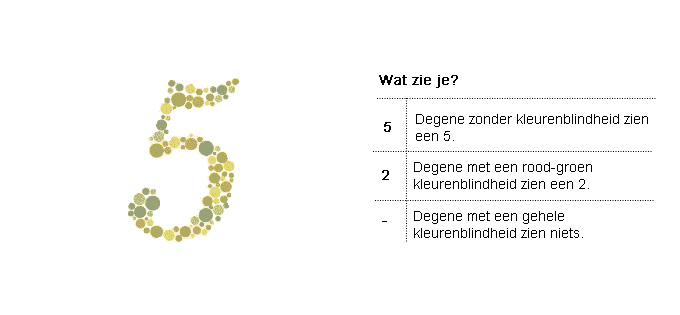 5
Wat zie je?
5
Degene zonder kleurenblindheid zien
een 5.
2
Degene met een rood-groen
kleurenblindheid zien een 2.
-
Degene met een gehele
kleurenblindheid zien niets.